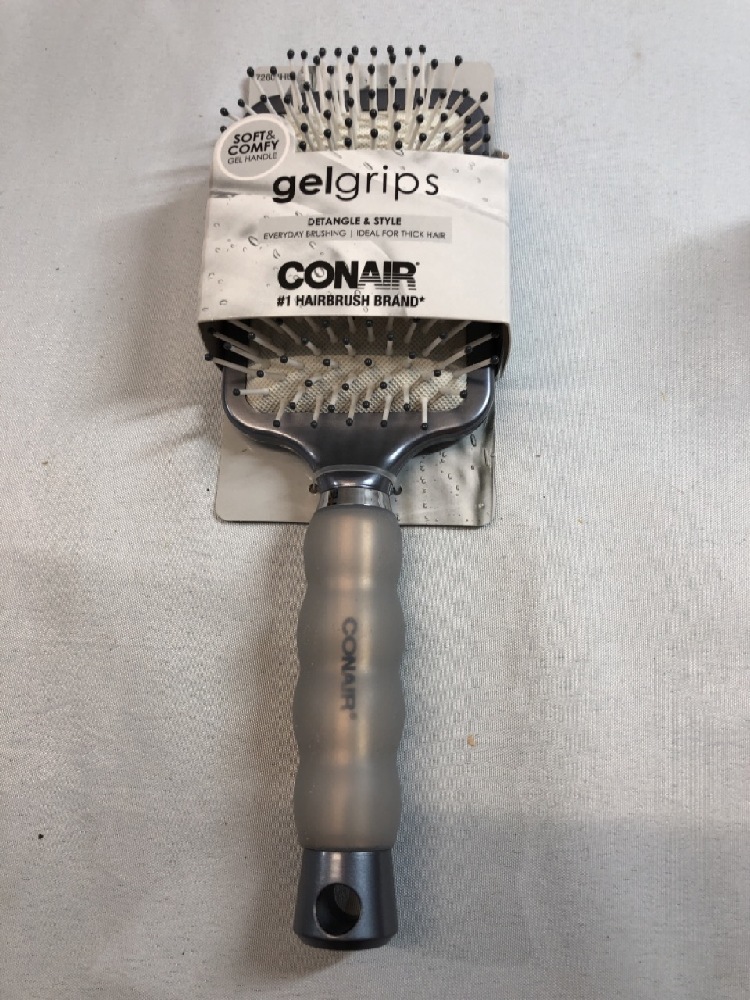 SOFT&
COMFY
GEL HANDLE
gelgrips
DETANGLE & STYLE
EVERYDAY BRUSHING | IDEAL FOR THICK HAIR
CONAIR®
#1 HAIRBRUSH BRAND*
CONAIR®